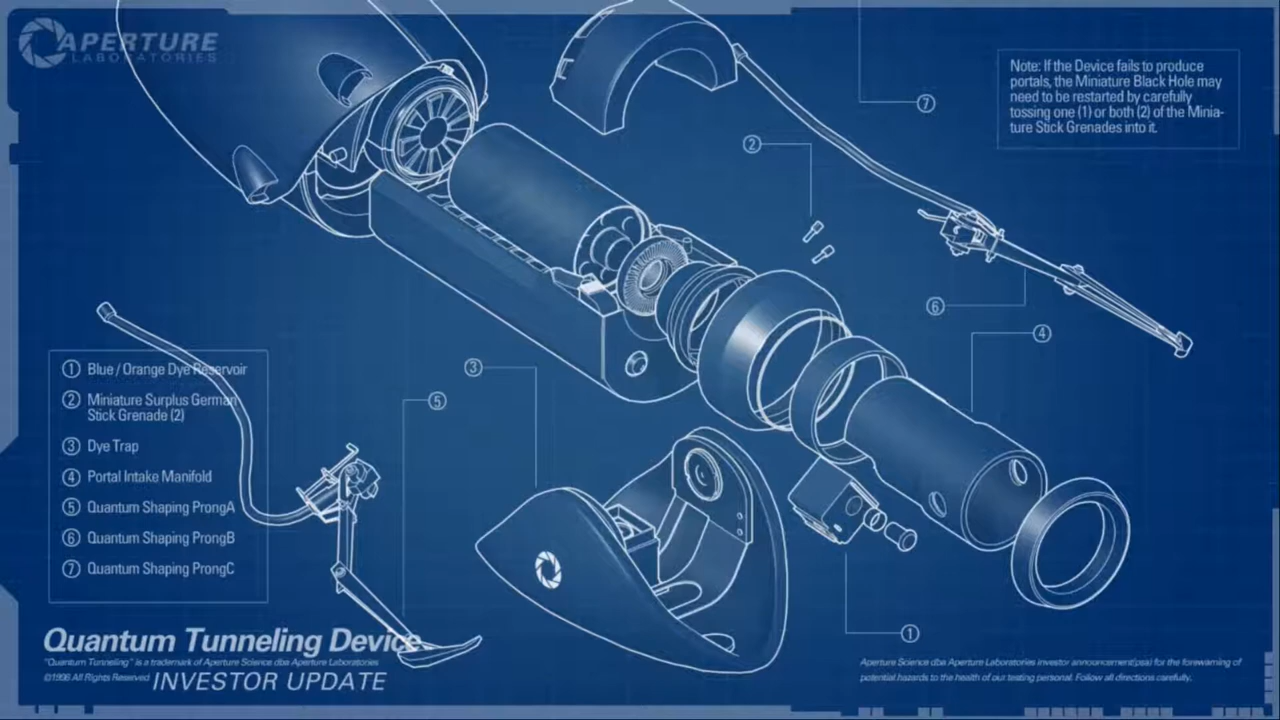 APERTURE
LABORATORIES
Note: If the Device fails to produce
portals, the Miniature Black Hole may
need to be restarted by carefully
tossing one (1) or both (2) of the Minia-
ture Stick Grenades into it.
7
2
6
4
3
5
1 Blue / Orange Dye Reservoir
2 Miniature Surplus German
Stick Grenade (2)
3 Dye Trap
4 Portal Intake Manifold
5 Quantum Shaping ProngA
6 Quantum Shaping ProngB
7 Quantum Shaping ProngC
1
Quantum Tunneling Device
"Quantum Tunneling" is a trademark of Aperture Science dba Aperture Laboratories
©1998 All Rights Reserved INVESTOR UPDATE
Aperture Science dba Aperture Laboratories investor announcement(psa) for the forewarning of
potential hazards to the health of our testing personal. Follow all directions carefully.